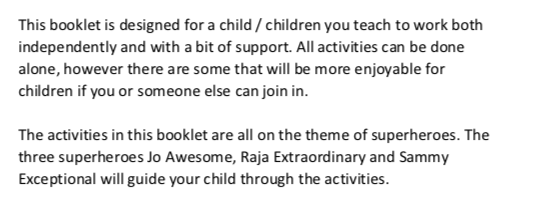 This booklet is designed for a child / children you teach to work both
independently and with a bit of support. All activities can be done
alone, however there are some that will be more enjoyable for
children if you or someone else can join in.
The activities in this booklet are all on the theme of superheroes. The
three superheroes Jo Awesome, Raja Extraordinary and Sammy
Exceptional will guide your child through the activities.